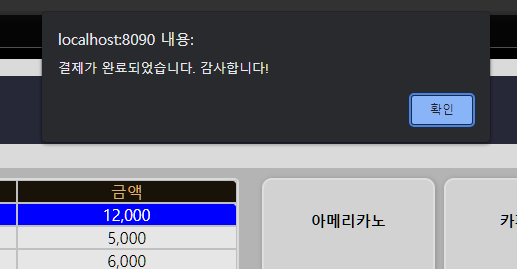 localhost:8090 내용:
결제가 완료되었습니다. 감사합니다!
확인
금액
12,000
5,000
6,000
아메리카노